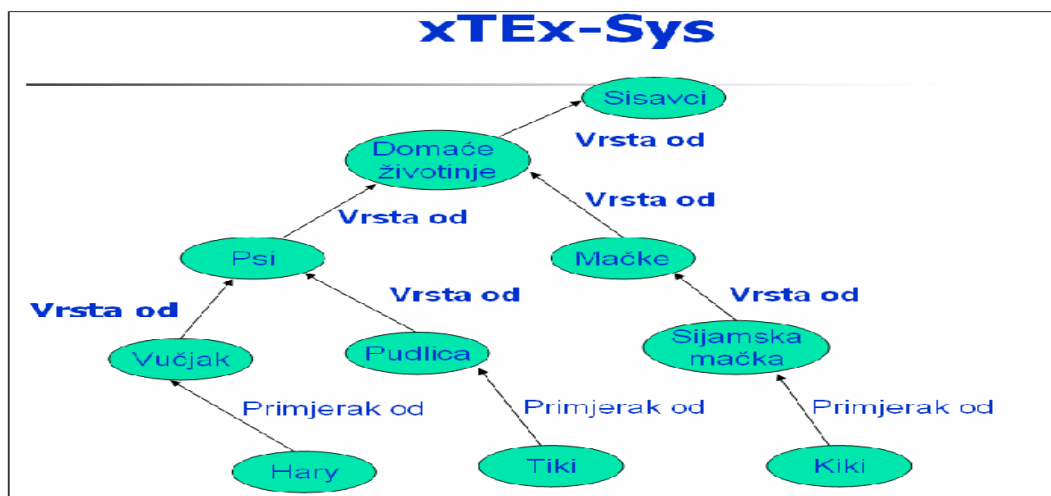 xTEx-Sys
Sisavci
Vrsta od
Domaće
životinje
Vrsta od
Vrsta od
Psi
Mačke
Vrsta od
Vrsta od
Vrsta od
Vučjak
Pudlica
Sijamska
mačka
Primjerak od
Primjerak od
Primjerak od
Hary
Tiki
Kiki